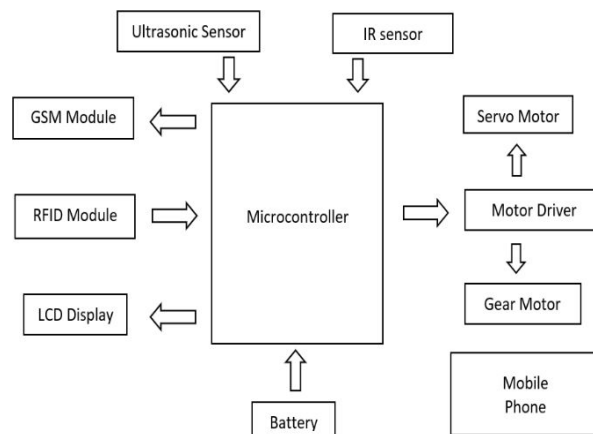 Ultrasonic Sensor
IR sensor
GSM Module
Servo Motor
RFID Module
Microcontroller
Motor Driver
LCD Display
Gear Motor
Mobile
Phone
Battery